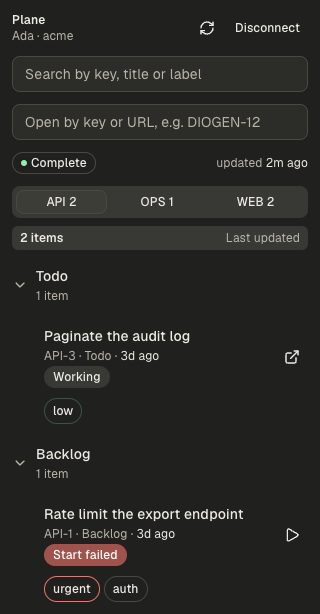 Plane
Ada · acme
Disconnect
Search by key, title or label
Open by key or URL, e.g. DIOGEN-12
Complete
updated 2m ago
API 2
OPS 1
WEB 2
2 items
Last updated
Todo
1 item
Paginate the audit log
API-3 · Todo · 3d ago
Working
low
Backlog
1 item
Rate limit the export endpoint
API-1 · Backlog · 3d ago
Start failed
urgent
auth